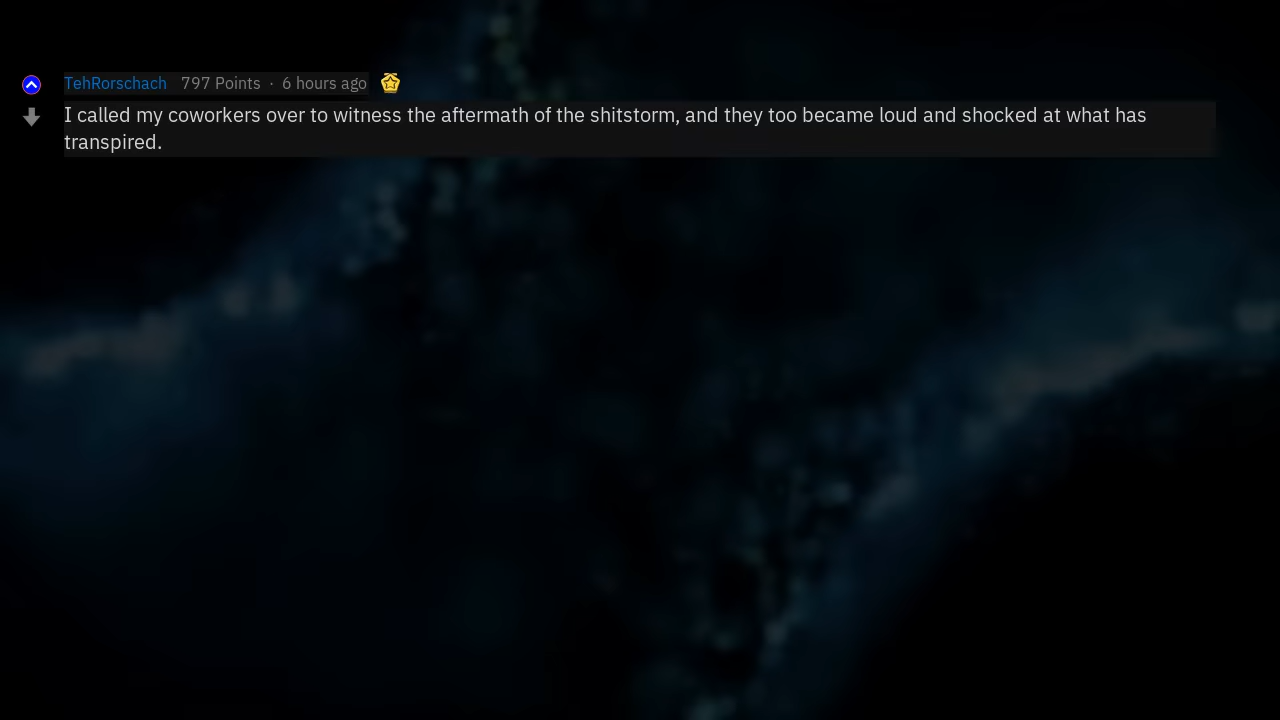 TehRorschach 797 Points · 6 hours ago
I called my coworkers over to witness the aftermath of the shitstorm, and they too became loud and shocked at what has
transpired.